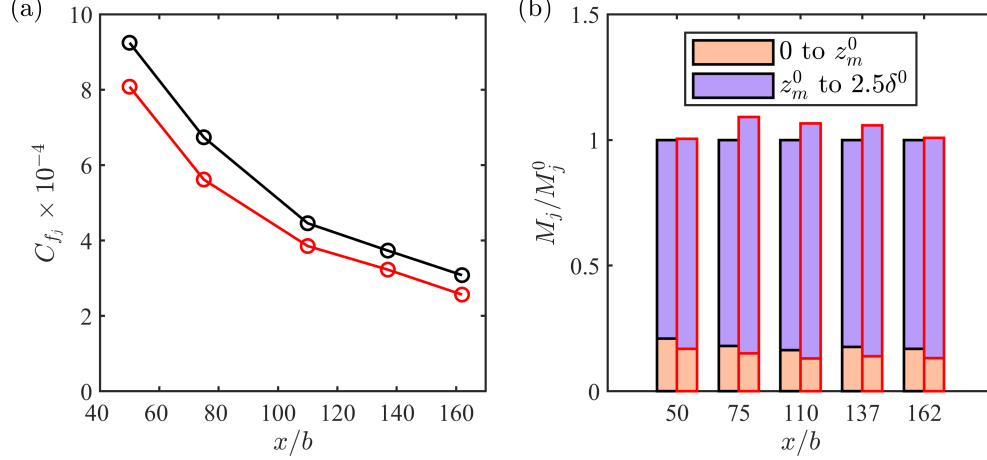 (a)
10
8
6
4
2
0
C_{f_j} × 10^{-4}
40 60 80 100 120 140 160
x/b
(b)
1.5
1
0.5
0
M_j/M_j^0
0 to z_m^0
z_m^0 to 2.5δ^0
50 75 110 137 162
x/b